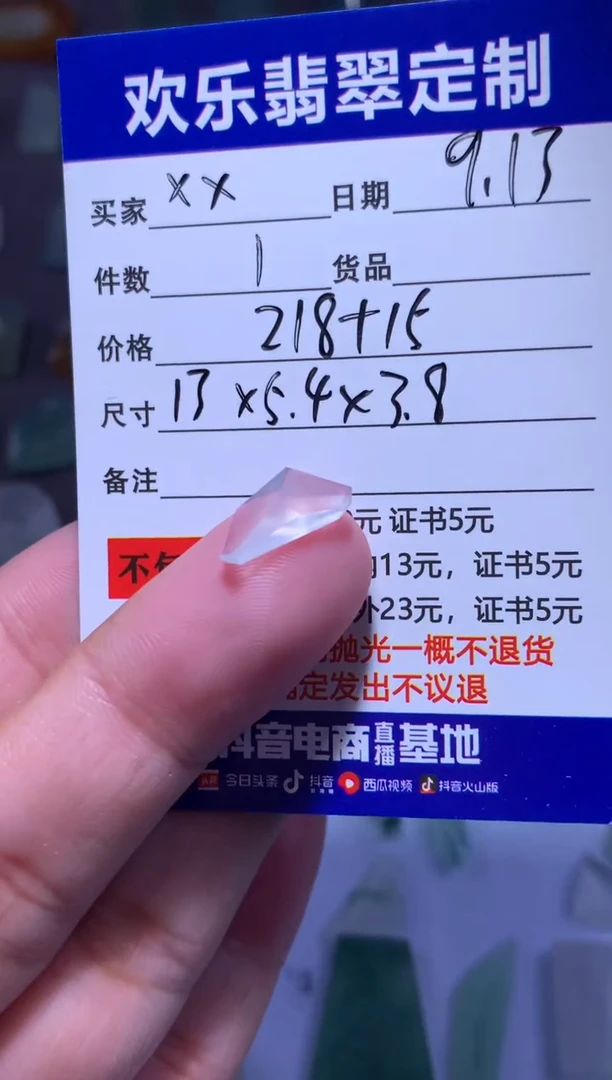 欢乐翡翠定制
买家 xx 日期 9.13
件数 1 货品
价格 218+15
尺寸 13x5.4x3.8
备注
元 证书5元
不 13元，证书5元
外23元，证书5元
抛光一概不退货
定发出不议退
抖音电商直播基地
头条 今日头条 抖音 西瓜视频 抖音火山版